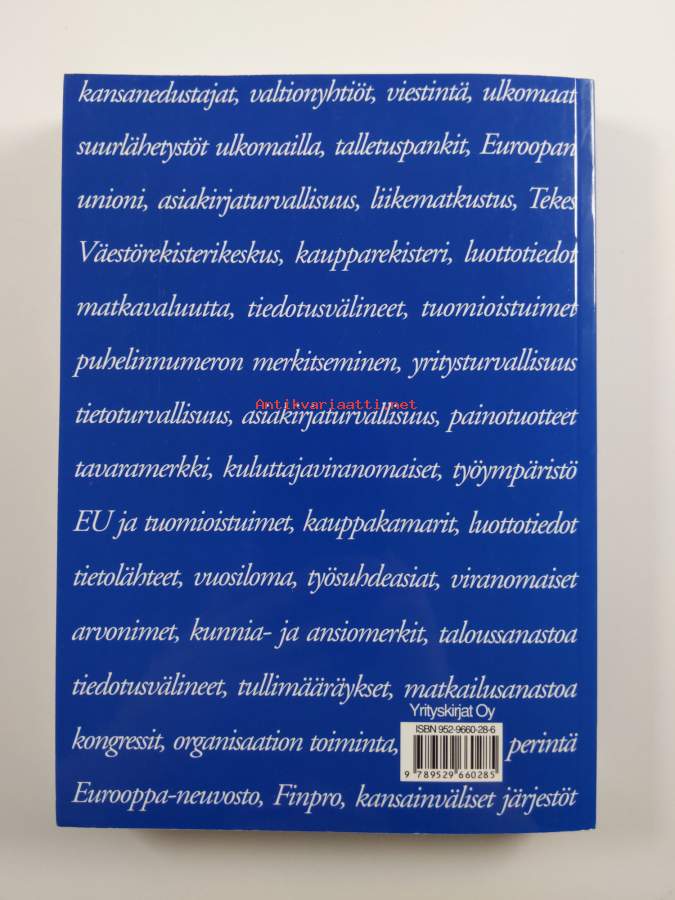 kansanedustajat, valtionyhtiöt, viestintä, ulkomaat
suurlähetystöt ulkomailla, talletuspankit, Euroopan
unioni, asiakirjaturvallisuus, liikematkustus, Tekes
Väestörekisterikeskus, kaupparekisteri, luottotiedot
matkavaluutta, tiedotusvälineet, tuomioistuimet
puhelinnumeron merkitseminen, yritysturvallisuus
Antikvariaatti.net
tietoturvallisuus, asiakirjaturvallisuus, painotuotteet
tavaramerkki, kuluttajaviranomaiset, työympäristö
EU ja tuomioistuimet, kauppakamarit, luottotiedot
tietolähteet, vuosiloma, työsuhdeasiat, viranomaiset
arvonimet, kunnia- ja ansiomerkit, taloussanastoa
tiedotusvälineet, tullimääräykset, matkailusanastoa
Yrityskirjat Oy
ISBN 952-9660-28-6
kongressit, organisaation toiminta, perintä
9 789529 660285
Eurooppa-neuvosto, Finpro, kansainväliset järjestöt